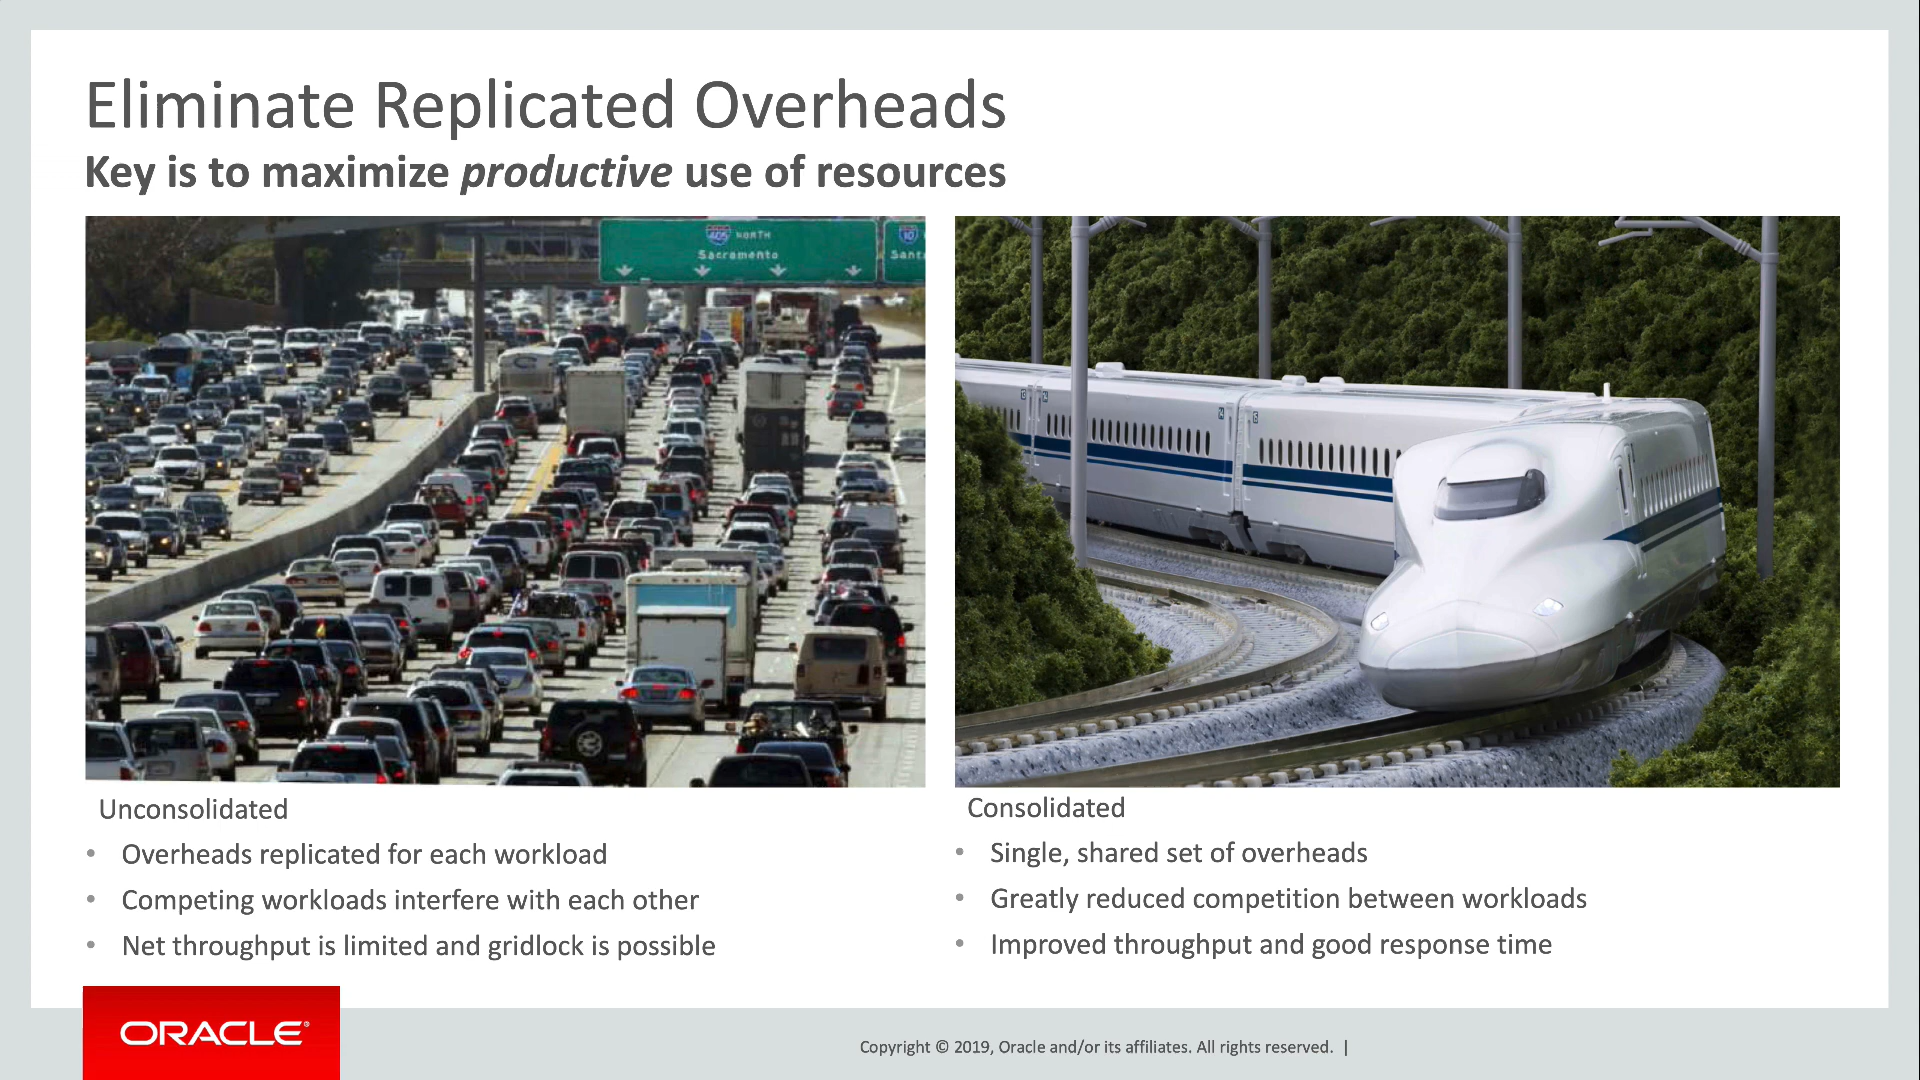 Eliminate Replicated Overheads
Key is to maximize productive use of resources
405 NORTH
Sacramento
10
Santa
Unconsolidated
• Overheads replicated for each workload
• Competing workloads interfere with each other
• Net throughput is limited and gridlock is possible
Consolidated
• Single, shared set of overheads
• Greatly reduced competition between workloads
• Improved throughput and good response time
ORACLE®
Copyright © 2019, Oracle and/or its affiliates. All rights reserved. |